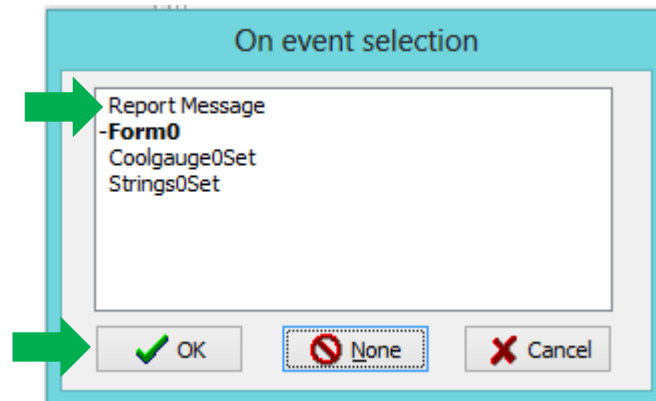 On event selection
Report Message
-Form0
Coolgauge0Set
Strings0Set
OK None Cancel